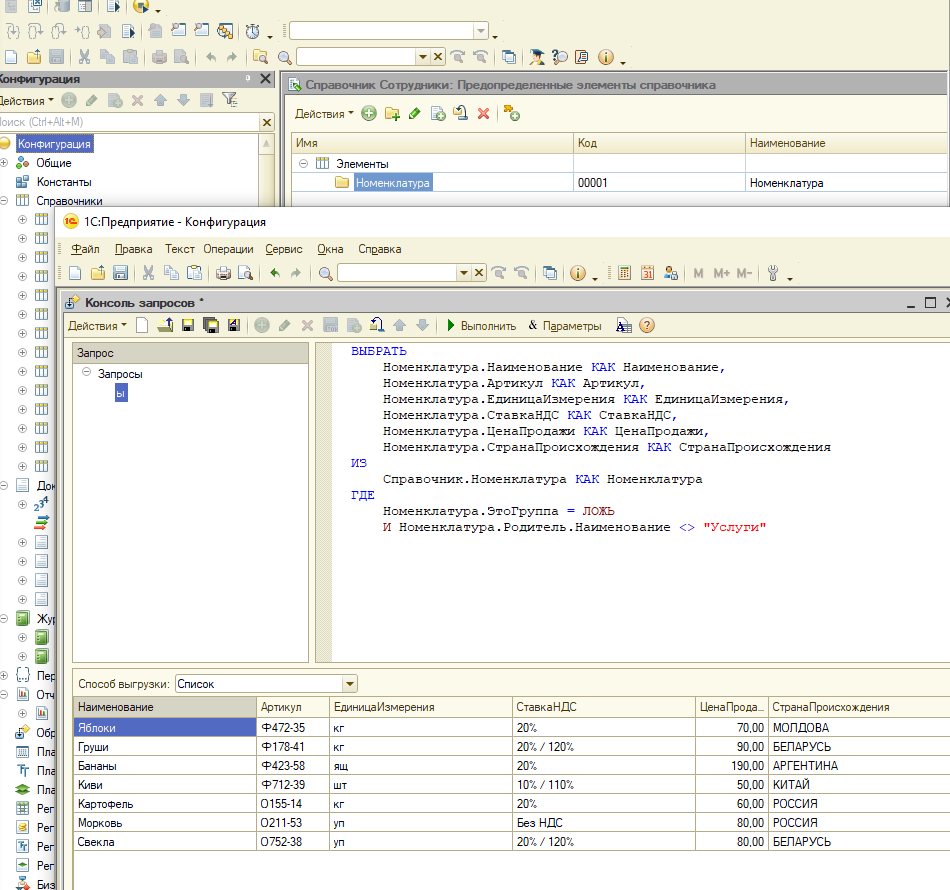 Конфигурация
Действия
Поиск (Ctrl+Alt+M)
Конфигурация
Общие
Константы
Справочники
Справочник Сотрудники: Предопределенные элементы справочника
Действия
Имя Код Наименование
Элементы
Номенклатура 00001 Номенклатура
1С:Предприятие - Конфигурация
Файл Правка Текст Операции Сервис Окна Справка
M M+ M-
Консоль запросов *
Действия Выполнить & Параметры
Запрос
Запросы
ы
ВЫБРАТЬ
Номенклатура.Наименование КАК Наименование,
Номенклатура.Артикул КАК Артикул,
Номенклатура.ЕдиницаИзмерения КАК ЕдиницаИзмерения,
Номенклатура.СтавкаНДС КАК СтавкаНДС,
Номенклатура.ЦенаПродажи КАК ЦенаПродажи,
Номенклатура.СтранаПроисхождения КАК СтранаПроисхождения
ИЗ
Справочник.Номенклатура КАК Номенклатура
ГДЕ
Номенклатура.ЭтоГруппа = ЛОЖЬ
И Номенклатура.Родитель.Наименование <> "Услуги"
Док
Жур
Пер
Отч
Обр
Пла
Пла
Пла
Рег
Рег
Рег
Рег
Биз
Способ выгрузки: Список
Наименование Артикул ЕдиницаИзмерения СтавкаНДС ЦенаПрода... СтранаПроисхождения
Яблоки Ф472-35 кг 20% 70,00 МОЛДОВА
Груши Ф178-41 кг 20% / 120% 90,00 БЕЛАРУСЬ
Бананы Ф423-58 ящ 20% 190,00 АРГЕНТИНА
Киви Ф712-39 шт 10% / 110% 50,00 КИТАЙ
Картофель О155-14 кг 20% 60,00 РОССИЯ
Морковь О211-53 уп Без НДС 80,00 РОССИЯ
Свекла О752-38 уп 20% / 120% 80,00 БЕЛАРУСЬ